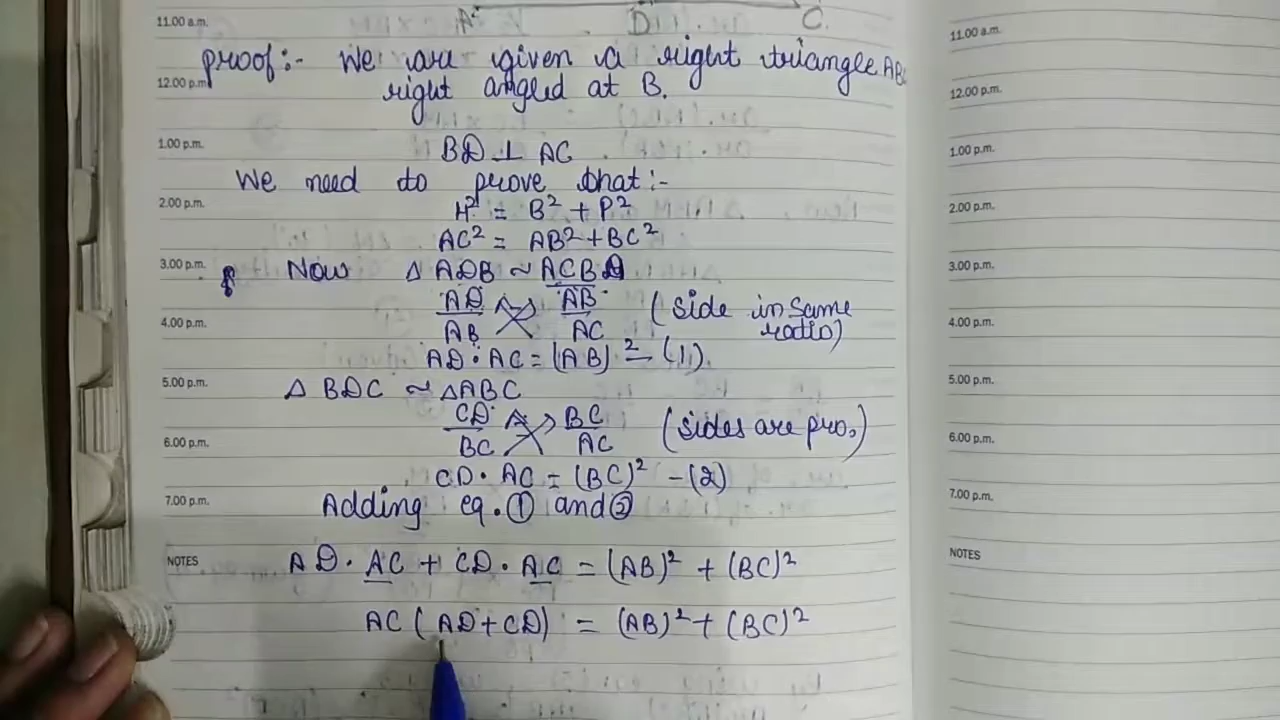 A D C
11.00 a.m.
proof:- We are given a right triangle AB
12.00 p.m.
right angled at B.
1.00 p.m.
BD ⊥ AC
We need to prove that:-
2.00 p.m.
H² = B² + P²
AC² = AB² + BC²
3.00 p.m.
Now Δ ADB ~ ACBD
AD/AB AB/AC (side in same
4.00 p.m.
radio)
AD · AC = (AB)² — (1).
5.00 p.m.
Δ BDC ~ ΔABC
CD/BC BC/AC (sides are pro.)
6.00 p.m.
CD · AC = (BC)² - (2)
7.00 p.m.
Adding eq. ① and ②
NOTES
AD · AC + CD · AC = (AB)² + (BC)²
AC (AD + CD) = (AB)² + (BC)²
11.00 a.m.
12.00 p.m.
1.00 p.m.
2.00 p.m.
3.00 p.m.
4.00 p.m.
5.00 p.m.
6.00 p.m.
7.00 p.m.
NOTES